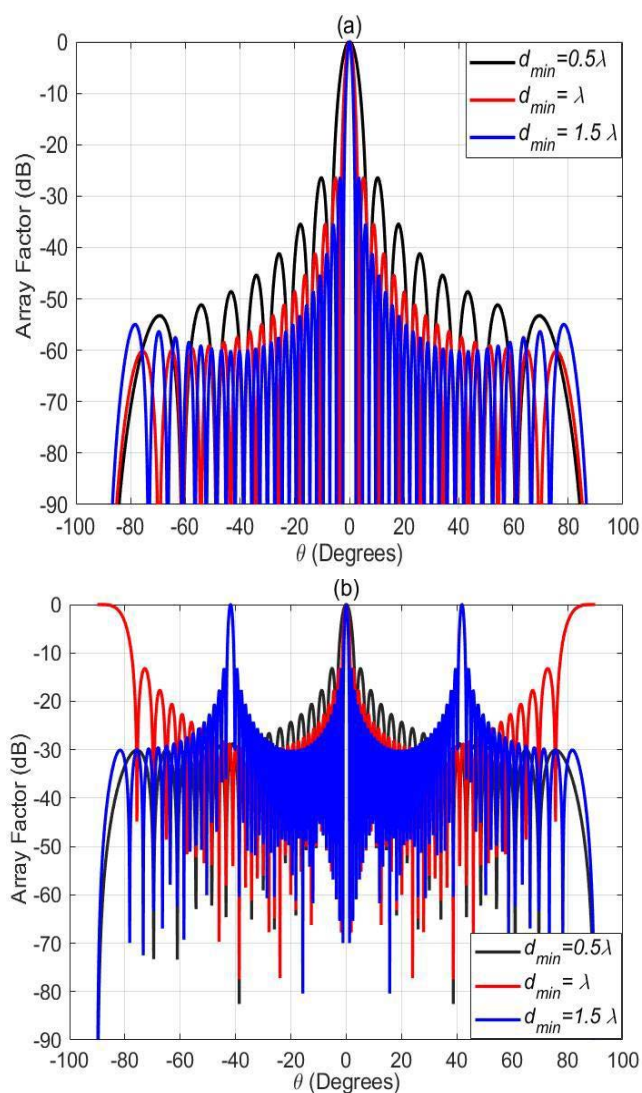 (a)
0
-10
-20
-30
-40
-50
-60
-70
-80
-90
Array Factor (dB)
d_min=0.5λ
d_min= λ
d_min= 1.5 λ
-100 -80 -60 -40 -20 0 20 40 60 80 100
θ (Degrees)
(b)
0
-10
-20
-30
-40
-50
-60
-70
-80
-90
Array Factor (dB)
d_min=0.5λ
d_min= λ
d_min= 1.5 λ
-100 -80 -60 -40 -20 0 20 40 60 80 100
θ (Degrees)